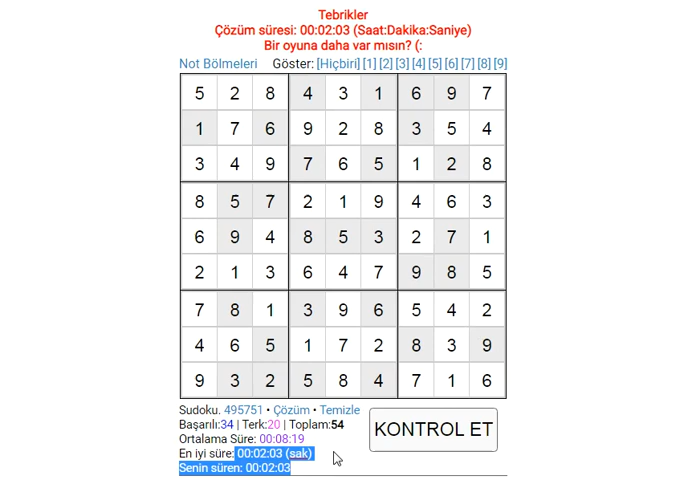 Tebrikler
Çözüm süresi: 00:02:03 (Saat:Dakika:Saniye)
Bir oyuna daha var mısın? (:
Not Bölmeleri Göster: [Hiçbiri] [1] [2] [3] [4] [5] [6] [7] [8] [9]
5 2 8 4 3 1 6 9 7
1 7 6 9 2 8 3 5 4
3 4 9 7 6 5 1 2 8
8 5 7 2 1 9 4 6 3
6 9 4 8 5 3 2 7 1
2 1 3 6 4 7 9 8 5
7 8 1 3 9 6 5 4 2
4 6 5 1 7 2 8 3 9
9 3 2 5 8 4 7 1 6
Sudoku. 495751 • Çözüm • Temizle
Başarılı:34 | Terk:20 | Toplam:54
Ortalama Süre: 00:08:19
En iyi süre: 00:02:03 (sak)
Senin süren: 00:02:03
KONTROL ET